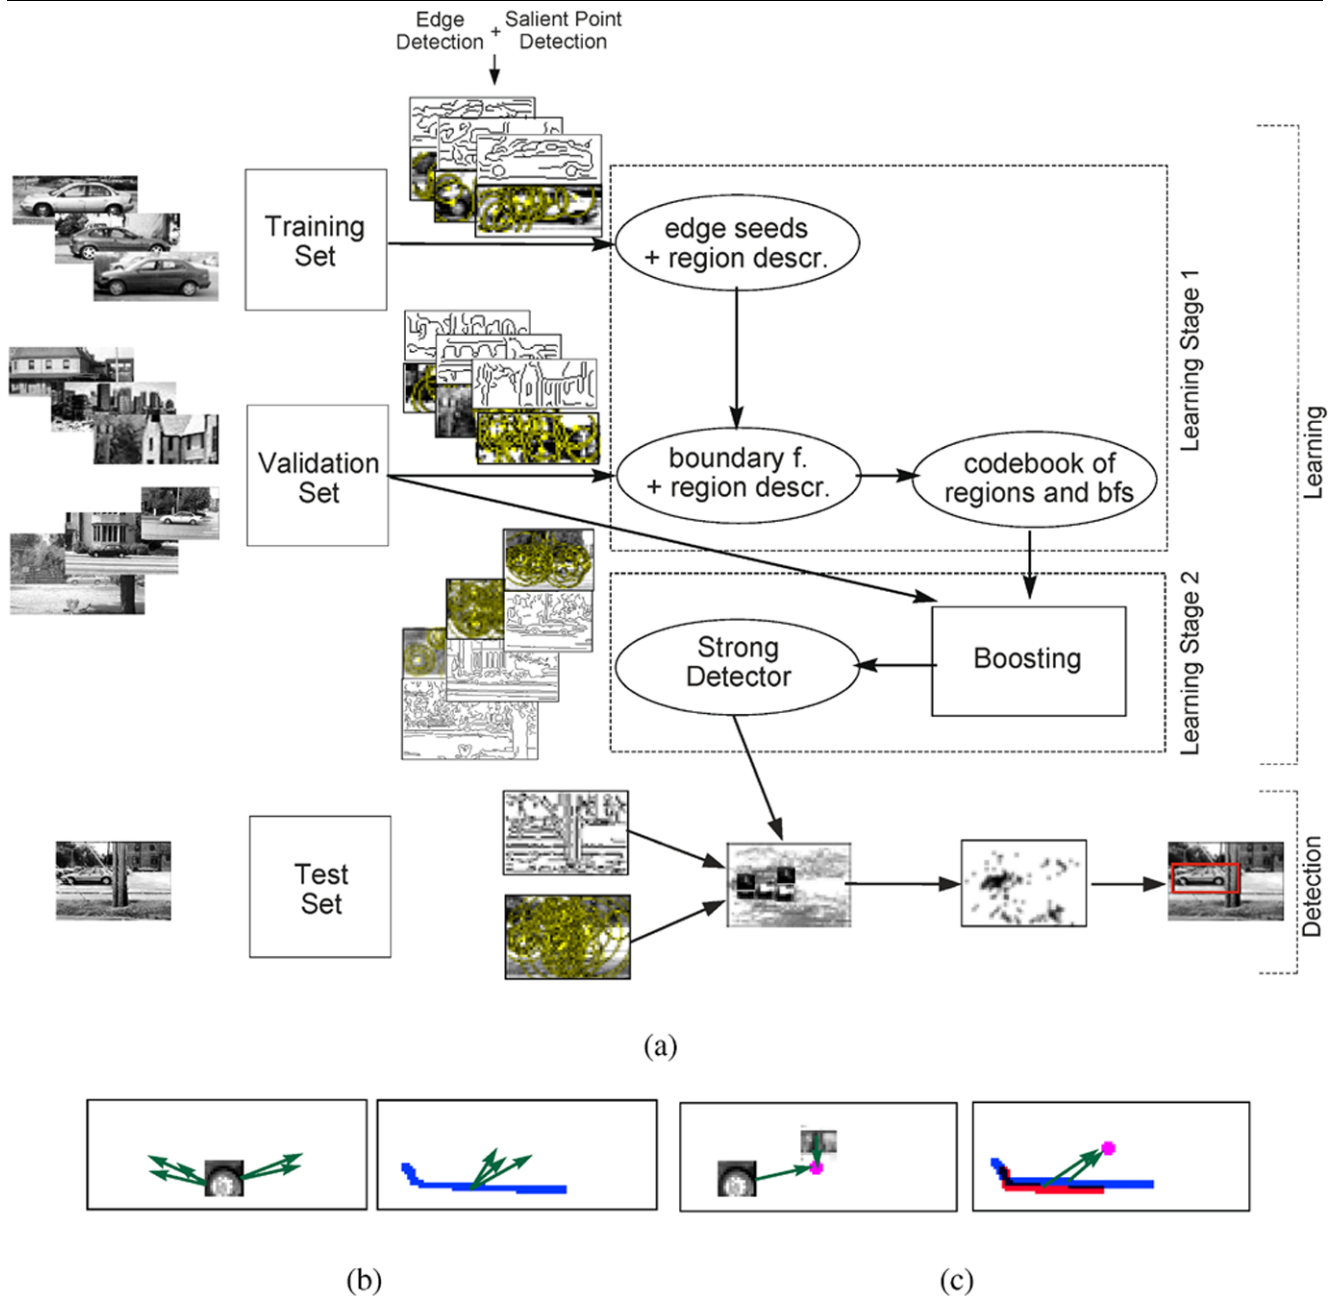 Edge
Detection
+
Salient Point
Detection
Training
Set
edge seeds
+ region descr.
Learning Stage 1
Learning
Validation
Set
boundary f.
+ region descr.
codebook of
regions and bfs
Strong
Detector
Boosting
Learning Stage 2
Test
Set
Detection
(a)
(b)
(c)